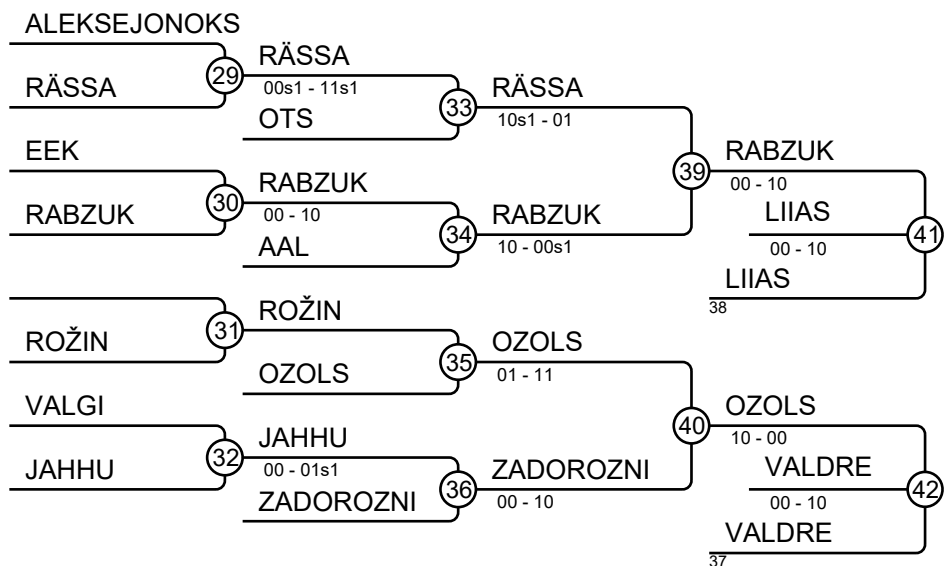 ALEKSEJONOKS
RÄSSA
29
RÄSSA
00s1 - 11s1
OTS
33
RÄSSA
10s1 - 01
EEK
RABZUK
30
RABZUK
00 - 10
AAL
34
RABZUK
10 - 00s1
39
RABZUK
00 - 10
LIIAS
00 - 10
41
LIIAS
38
ROŽIN
31
ROŽIN
OZOLS
35
OZOLS
01 - 11
VALGI
JAHHU
32
JAHHU
00 - 01s1
ZADOROZNI
36
ZADOROZNI
00 - 10
40
OZOLS
10 - 00
VALDRE
00 - 10
42
VALDRE
37